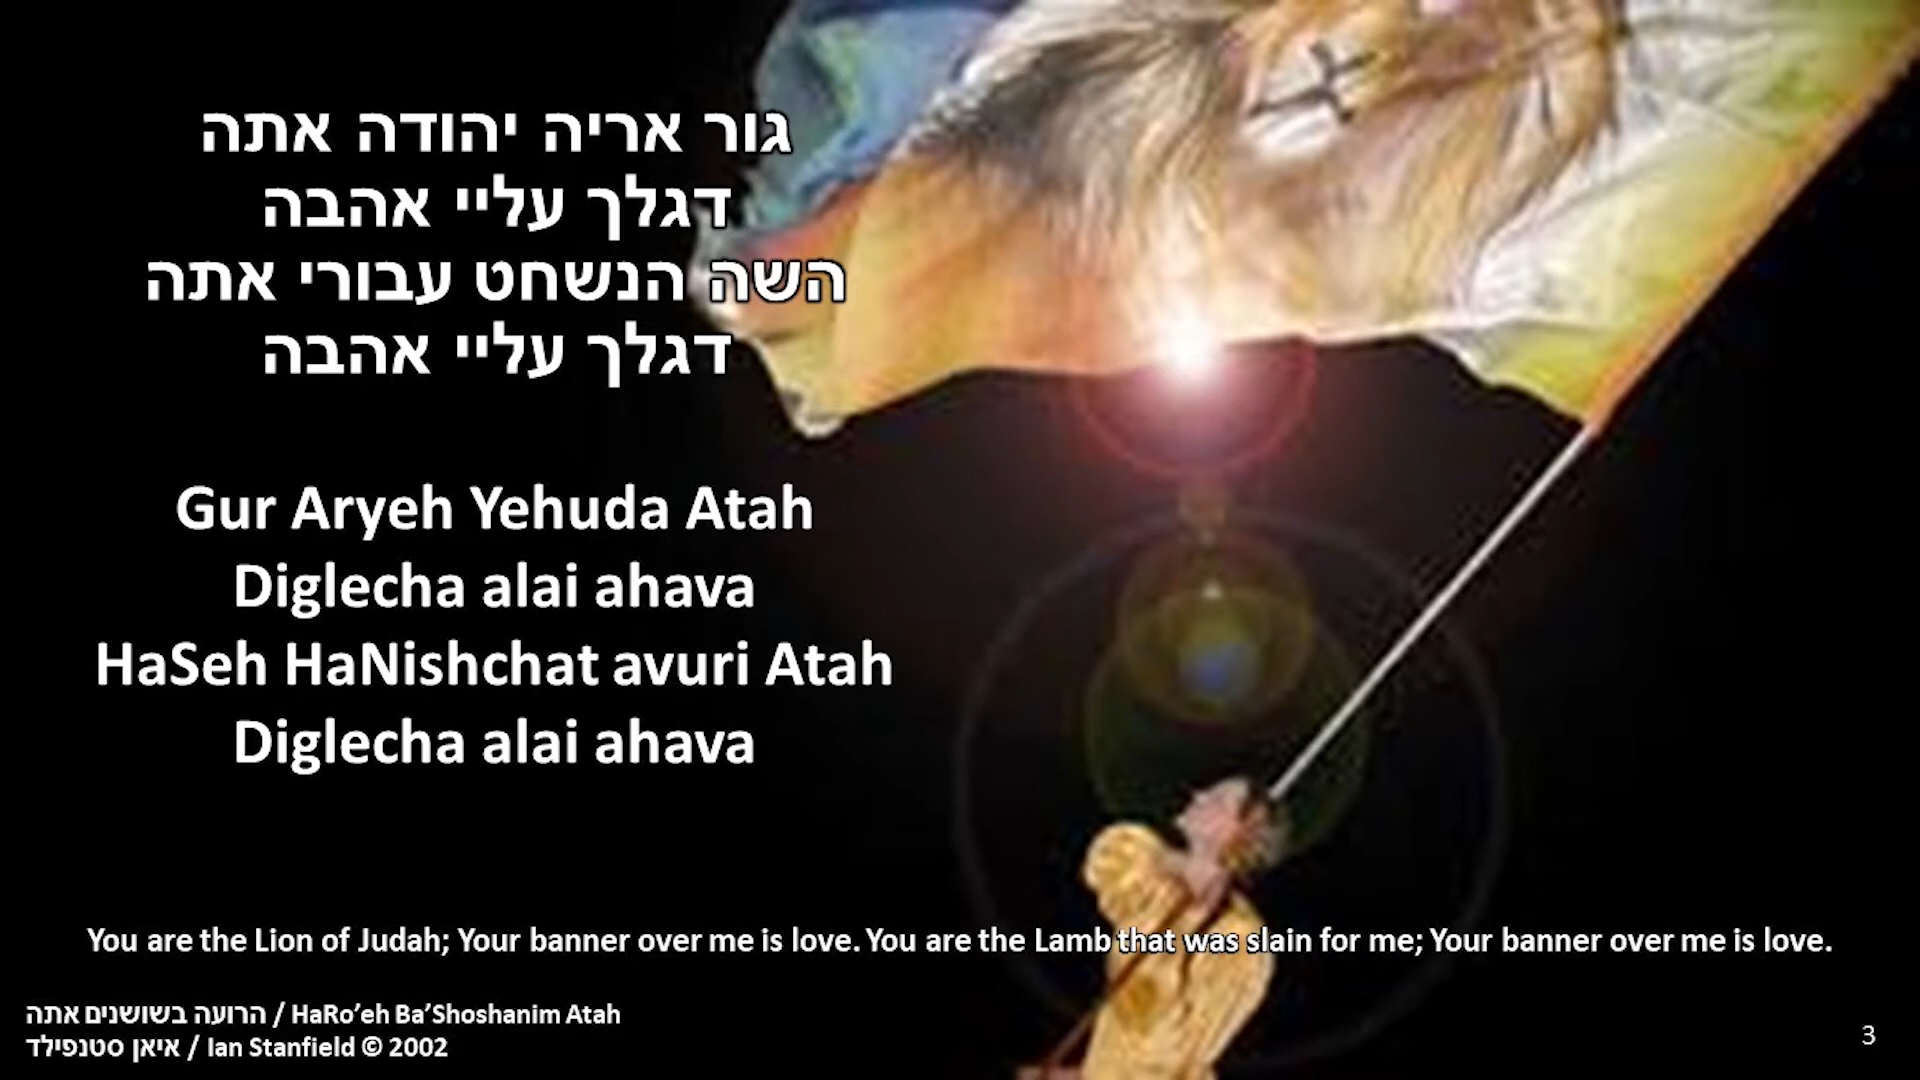 גור אריה יהודה אתה
דגלך עליי אהבה
השה הנשחט עבורי אתה
דגלך עליי אהבה
Gur Aryeh Yehuda Atah
Diglecha alai ahava
HaSeh HaNishchat avuri Atah
Diglecha alai ahava
You are the Lion of Judah; Your banner over me is love. You are the Lamb that was slain for me; Your banner over me is love.
הרועה בשושנים אתה / HaRo’eh Ba’Shoshanim Atah
איאן סטנפילד / Ian Stanfield © 2002
3